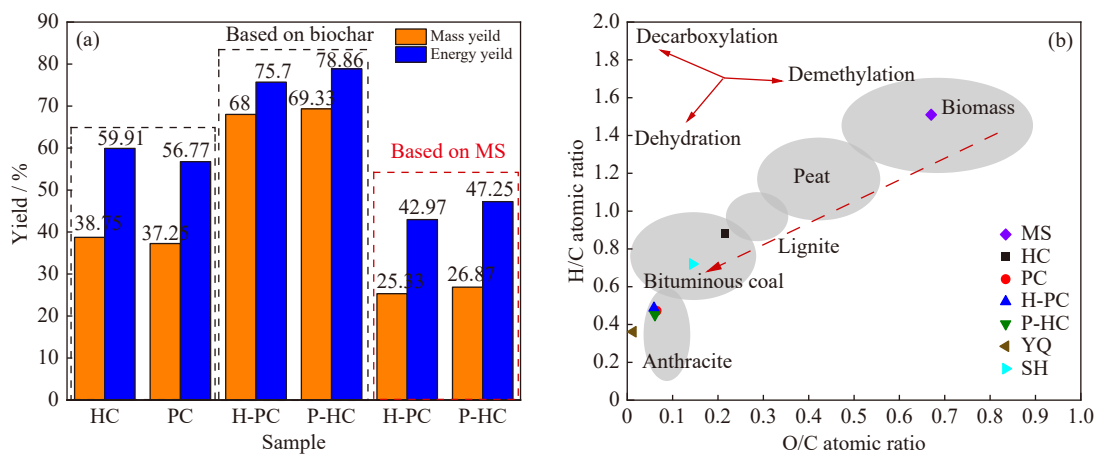 (a)
Based on biochar
Mass yeild
Energy yeild
Based on MS
90
80
70
60
50
40
30
20
10
0
Yield / %
38.75
59.91
37.25
56.77
68
75.7
69.33
78.86
25.33
42.97
26.87
47.25
HC
PC
H-PC
P-HC
H-PC
P-HC
Sample
(b)
Decarboxylation
Demethylation
Dehydration
Biomass
Peat
Lignite
Bituminous coal
Anthracite
MS
HC
PC
H-PC
P-HC
YQ
SH
2.0
1.8
1.6
1.4
1.2
1.0
0.8
0.6
0.4
0.2
0
H/C atomic ratio
0
0.1
0.2
0.3
0.4
0.5
0.6
0.7
0.8
0.9
1.0
O/C atomic ratio